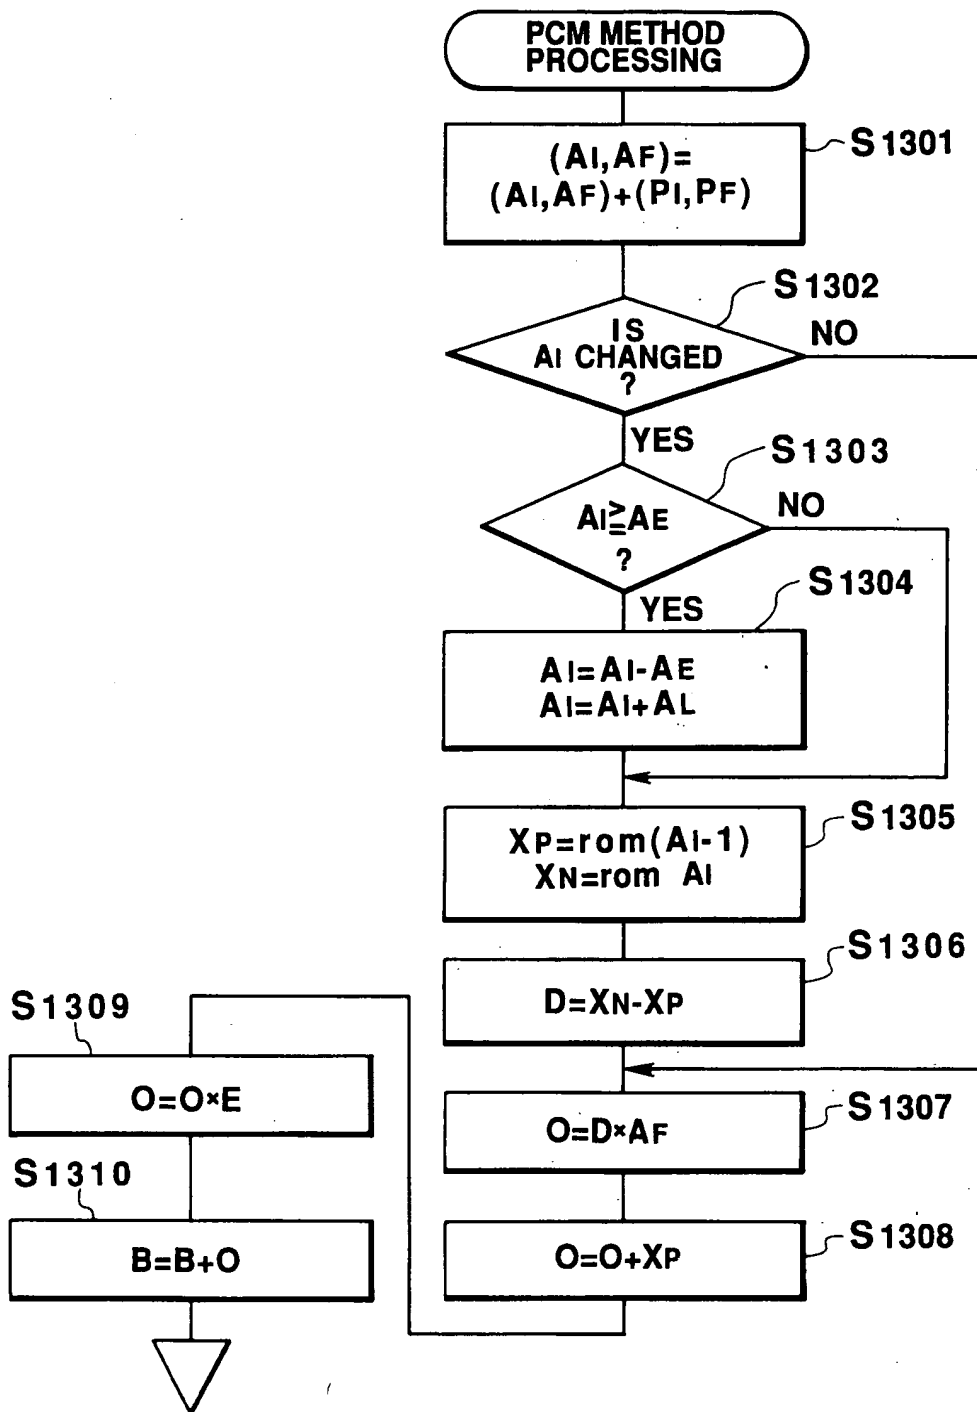 PCM METHOD
PROCESSING
S1301
(AI,AF)=
(AI,AF)+(PI,PF)
S1302
IS
AI CHANGED
?
NO
YES
S1303
AI≧AE
?
NO
YES
S1304
AI=AI-AE
AI=AI+AL
S1305
XP=rom(AI-1)
XN=rom AI
S1306
D=XN-XP
S1307
O=D×AF
S1308
O=O+XP
S1309
O=O×E
S1310
B=B+O